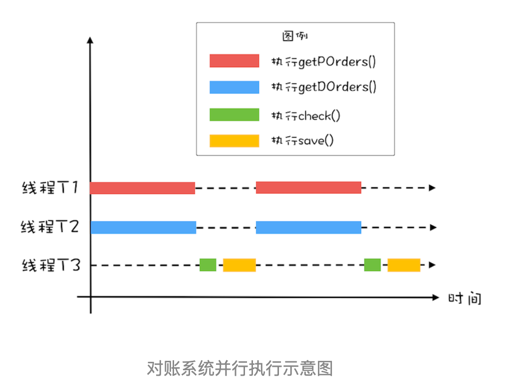 图例
执行getPOrders()
执行getDOrders()
执行check()
执行save()
线程T1
线程T2
线程T3
时间
对账系统并行执行示意图